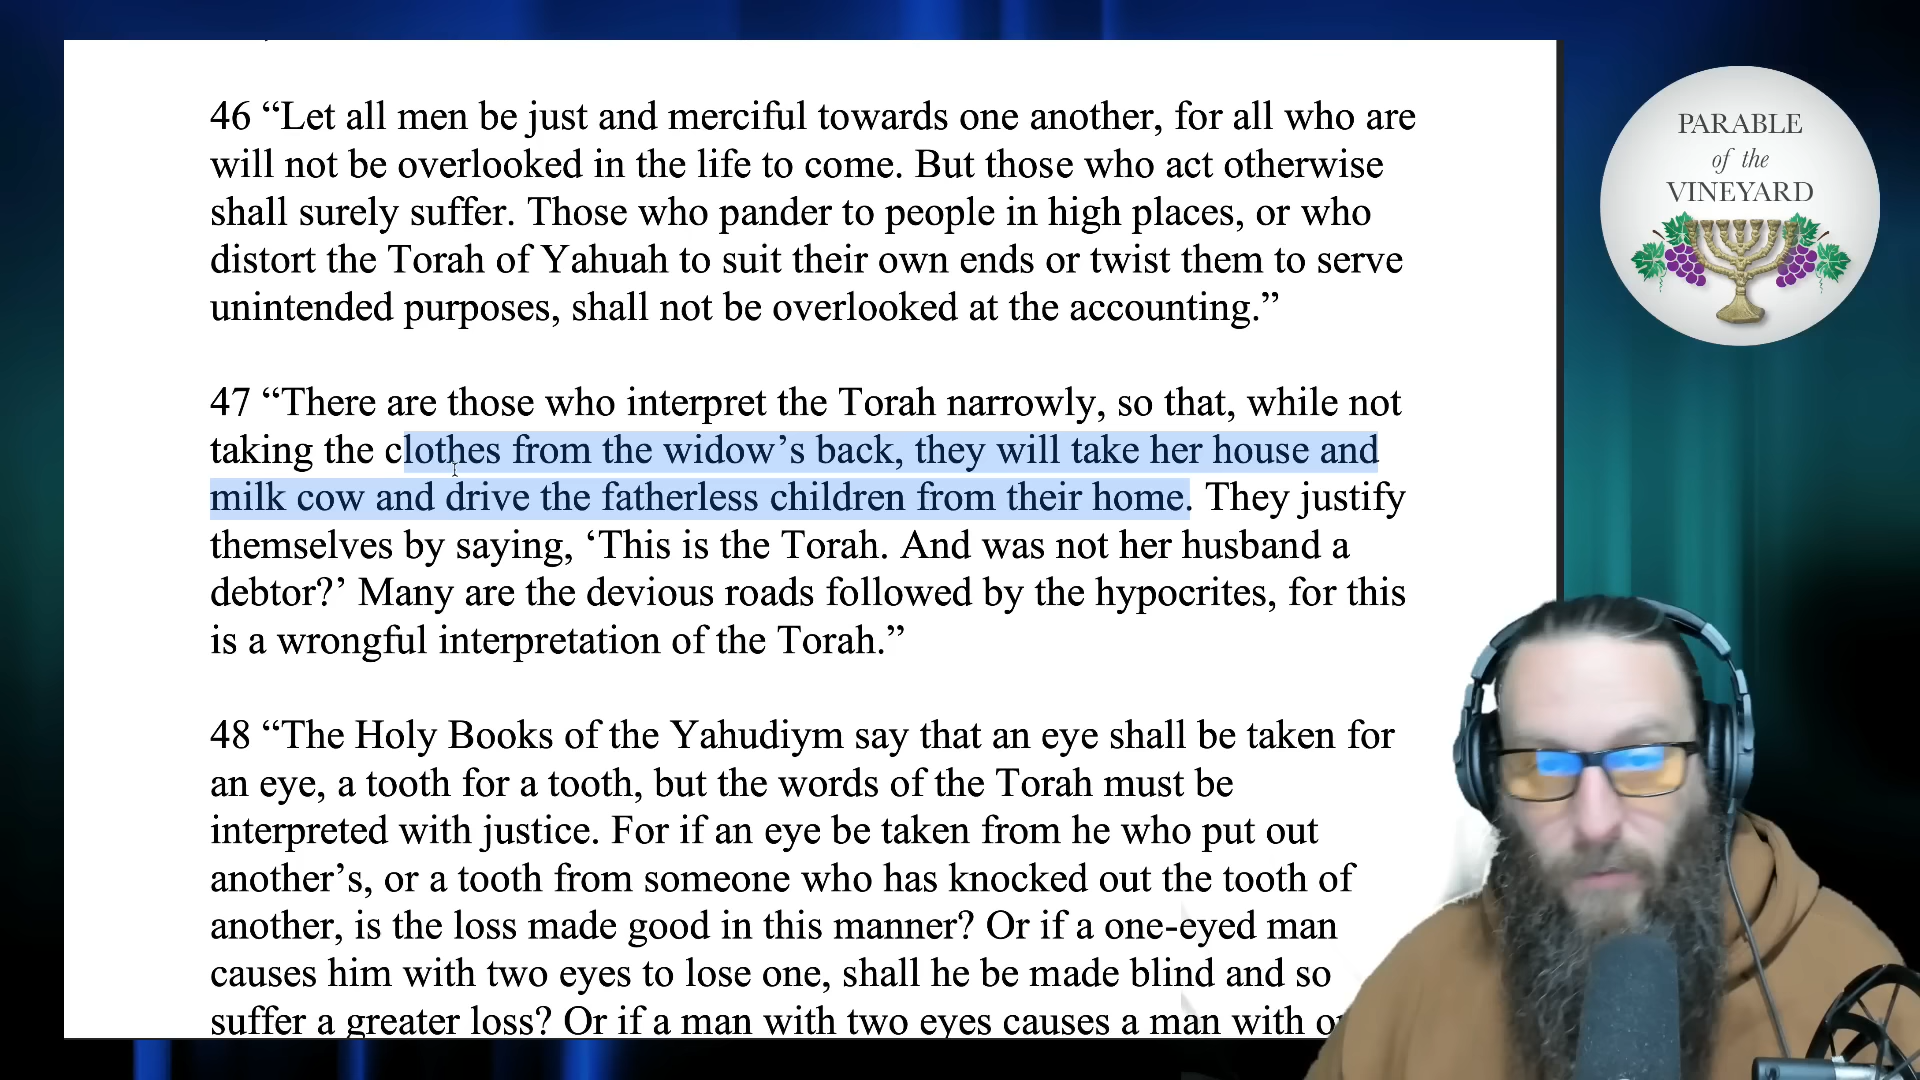 46 “Let all men be just and merciful towards one another, for all who are
will not be overlooked in the life to come. But those who act otherwise
shall surely suffer. Those who pander to people in high places, or who
distort the Torah of Yahuah to suit their own ends or twist them to serve
unintended purposes, shall not be overlooked at the accounting.”
47 “There are those who interpret the Torah narrowly, so that, while not
taking the clothes from the widow’s back, they will take her house and
milk cow and drive the fatherless children from their home. They justify
themselves by saying, ‘This is the Torah. And was not her husband a
debtor?’ Many are the devious roads followed by the hypocrites, for this
is a wrongful interpretation of the Torah.”
48 “The Holy Books of the Yahudiym say that an eye shall be taken for
an eye, a tooth for a tooth, but the words of the Torah must be
interpreted with justice. For if an eye be taken from he who put out
another’s, or a tooth from someone who has knocked out the tooth of
another, is the loss made good in this manner? Or if a one-eyed man
causes him with two eyes to lose one, shall he be made blind and so
suffer a greater loss? Or if a man with two eyes causes a man with
PARABLE
of the
VINEYARD